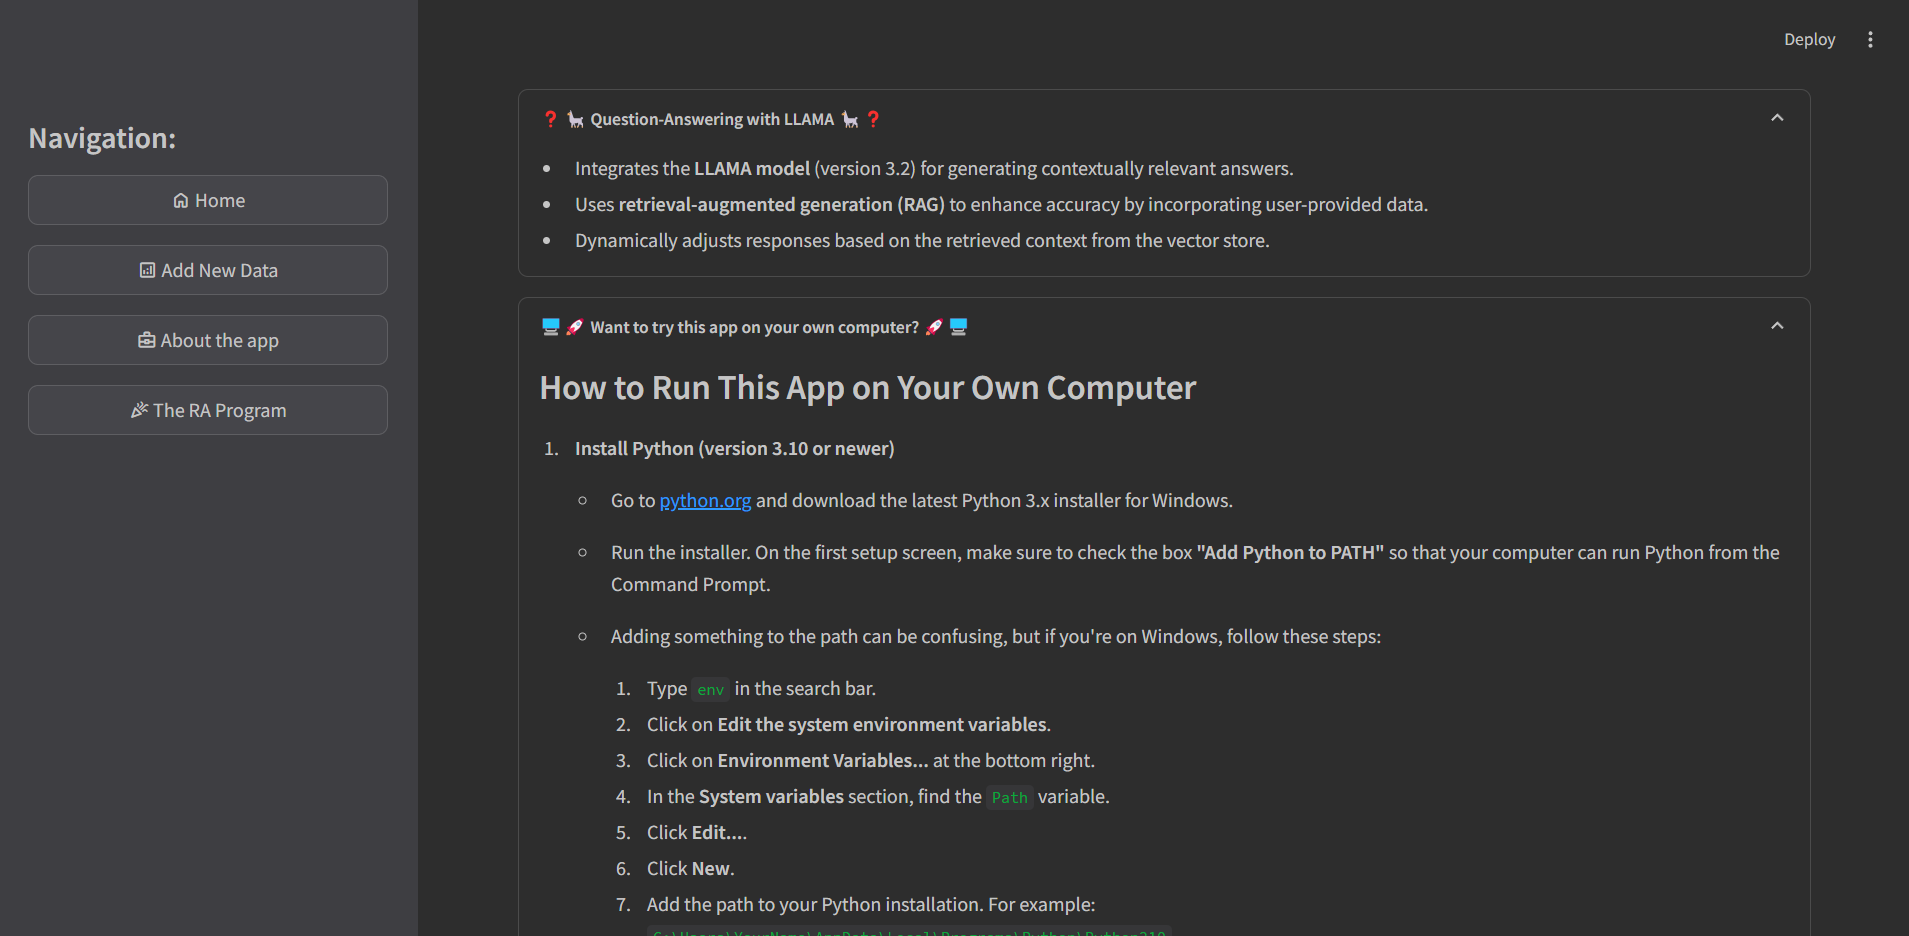 Deploy
Navigation:
Home
Add New Data
About the app
The RA Program
❓ 🦙 Question-Answering with LLAMA 🦙 ❓
• Integrates the LLAMA model (version 3.2) for generating contextually relevant answers.
• Uses retrieval-augmented generation (RAG) to enhance accuracy by incorporating user-provided data.
• Dynamically adjusts responses based on the retrieved context from the vector store.
🖥️ 🚀 Want to try this app on your own computer? 🚀 🖥️
How to Run This App on Your Own Computer
1. Install Python (version 3.10 or newer)
○ Go to python.org and download the latest Python 3.x installer for Windows.
○ Run the installer. On the first setup screen, make sure to check the box "Add Python to PATH" so that your computer can run Python from the
Command Prompt.
○ Adding something to the path can be confusing, but if you're on Windows, follow these steps:
1. Type env in the search bar.
2. Click on Edit the system environment variables.
3. Click on Environment Variables... at the bottom right.
4. In the System variables section, find the Path variable.
5. Click Edit....
6. Click New.
7. Add the path to your Python installation. For example:
C:\Users\YourName\AppData\Local\Programs\Python\Python310